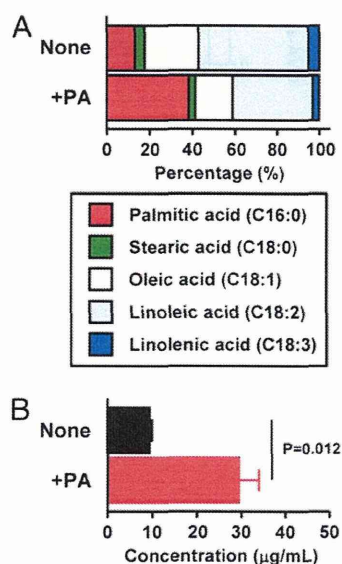 A
None
+PA
0 20 40 60 80 100
Percentage (%)
Palmitic acid (C16:0)
Stearic acid (C18:0)
Oleic acid (C18:1)
Linoleic acid (C18:2)
Linolenic acid (C18:3)
B
None
+PA
P=0.012
0 10 20 30 40 50
Concentration (μg/mL)